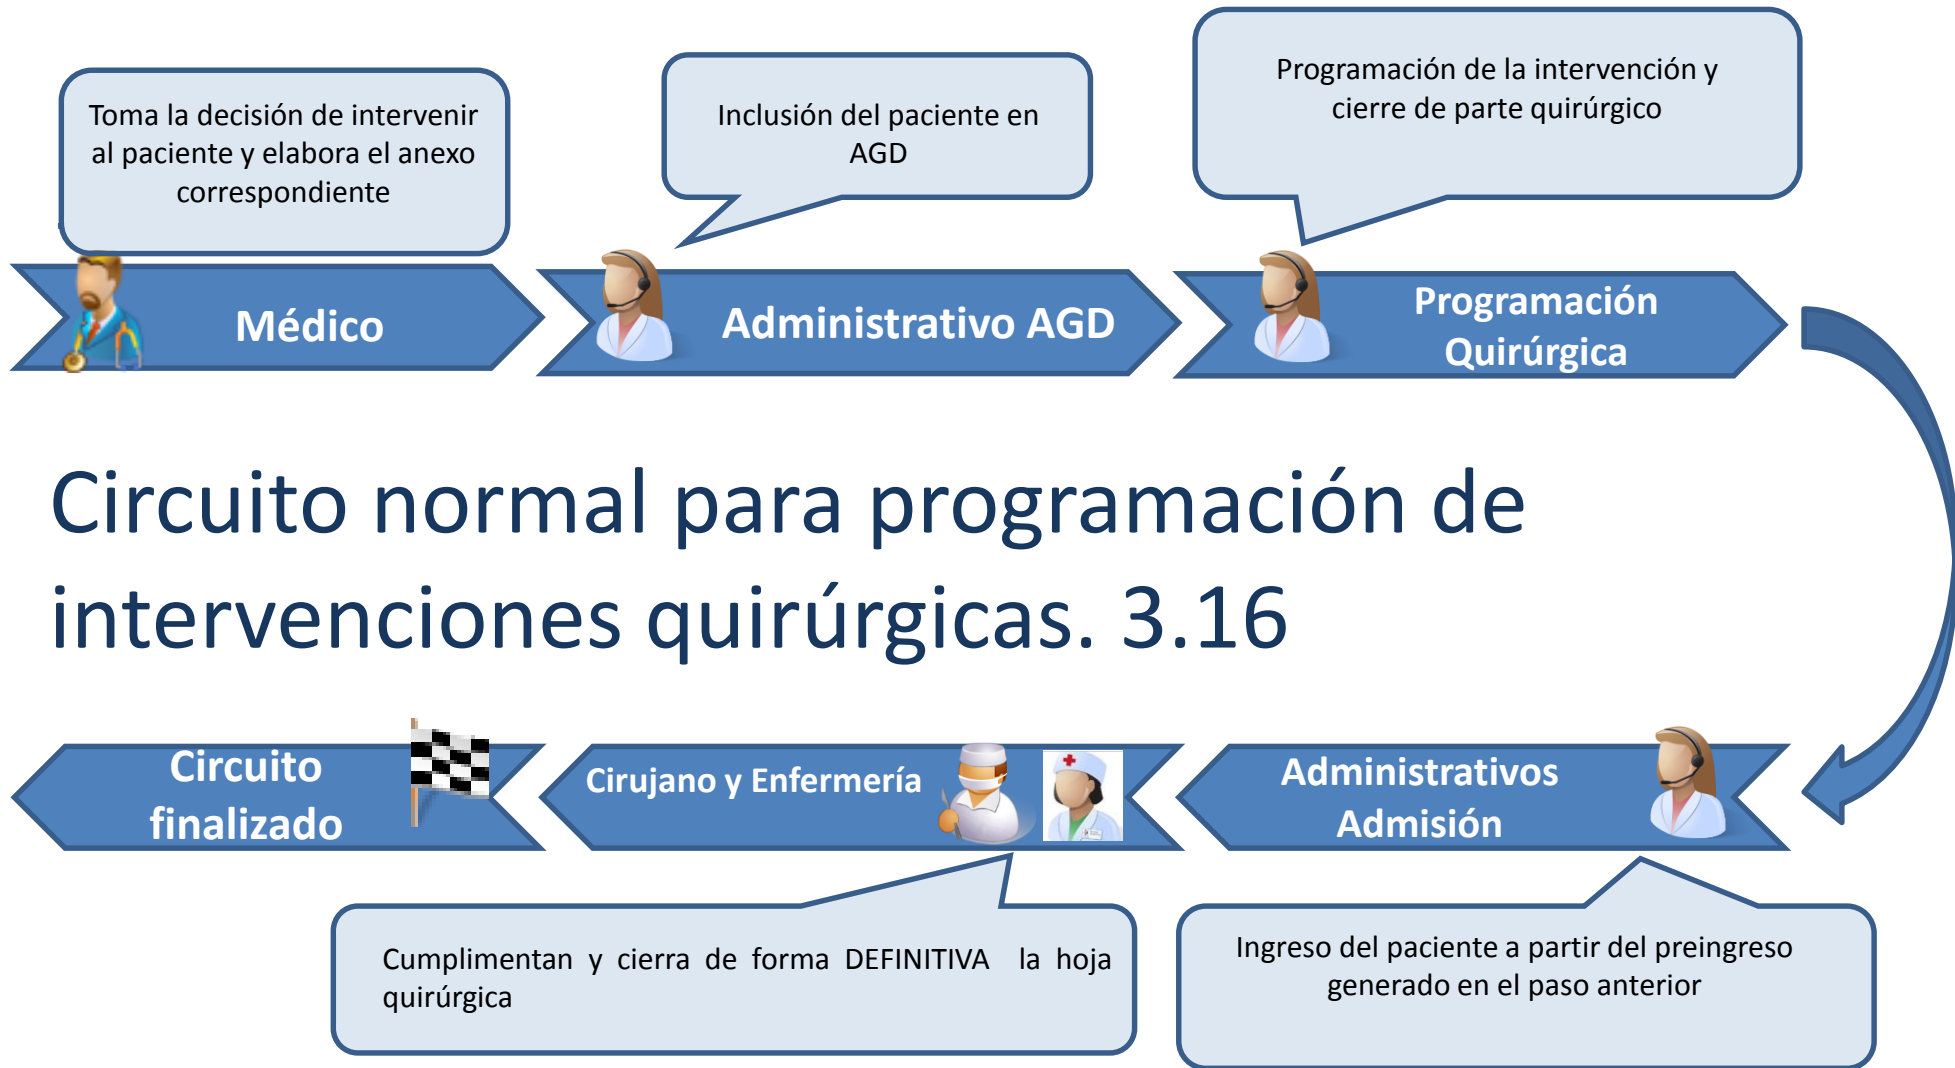 Toma la decisión de intervenir
al paciente y elabora el anexo
correspondiente
Inclusión del paciente en
AGD
Programación de la intervención y
cierre de parte quirúrgico
Médico
Administrativo AGD
Programación
Quirúrgica
Circuito normal para programación de
intervenciones quirúrgicas. 3.16
Circuito
finalizado
Cirujano y Enfermería
Administrativos
Admisión
Cumplimentan y cierra de forma DEFINITIVA la hoja
quirúrgica
Ingreso del paciente a partir del preingreso
generado en el paso anterior